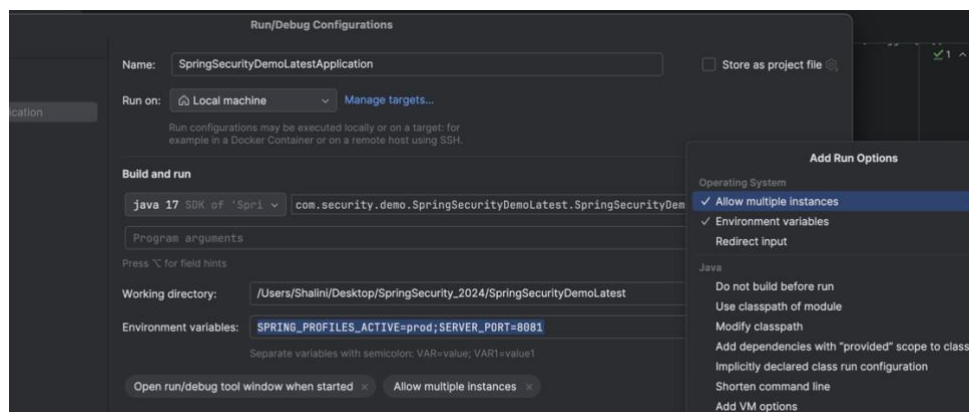 Run/Debug Configurations
Name: SpringSecurityDemoLatestApplication
Store as project file
Run on: Local machine
Manage targets...
Run configurations may be executed locally or on a target: for
example in a Docker Container or on a remote host using SSH.
Build and run
java 17 SDK of 'Spri
com.security.demo.SpringSecurityDemoLatest.SpringSecurityDem
Program arguments
Press ⌥ for field hints
Working directory: /Users/Shalini/Desktop/SpringSecurity_2024/SpringSecurityDemoLatest
Environment variables: SPRING_PROFILES_ACTIVE=prod;SERVER_PORT=8081
Separate variables with semicolon: VAR=value; VAR1=value1
Open run/debug tool window when started ×
Allow multiple instances ×
ication
1
Add Run Options
Operating System
✓ Allow multiple instances
✓ Environment variables
Redirect input
Java
Do not build before run
Use classpath of module
Modify classpath
Add dependencies with "provided" scope to class
Implicitly declared class run configuration
Shorten command line
Add VM options